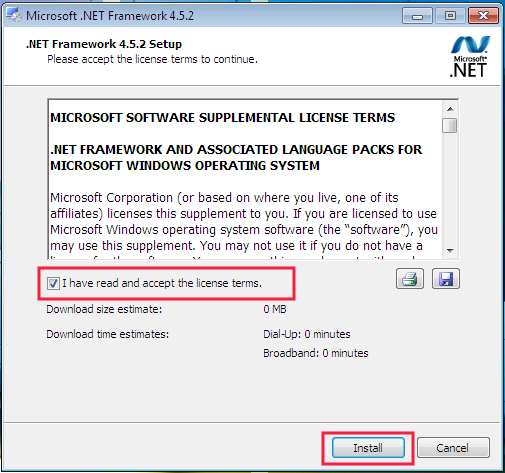 Microsoft .NET Framework 4.5.2
.NET Framework 4.5.2 Setup
Please accept the license terms to continue.
Microsoft®
.NET
MICROSOFT SOFTWARE SUPPLEMENTAL LICENSE TERMS
.NET FRAMEWORK AND ASSOCIATED LANGUAGE PACKS FOR
MICROSOFT WINDOWS OPERATING SYSTEM
Microsoft Corporation (or based on where you live, one of its
affiliates) licenses this supplement to you. If you are licensed to use
Microsoft Windows operating system software (the “software”), you
may use this supplement. You may not use it if you do not have a
I have read and accept the license terms.
Download size estimate: 0 MB
Download time estimates: Dial-Up: 0 minutes
Broadband: 0 minutes
Install
Cancel